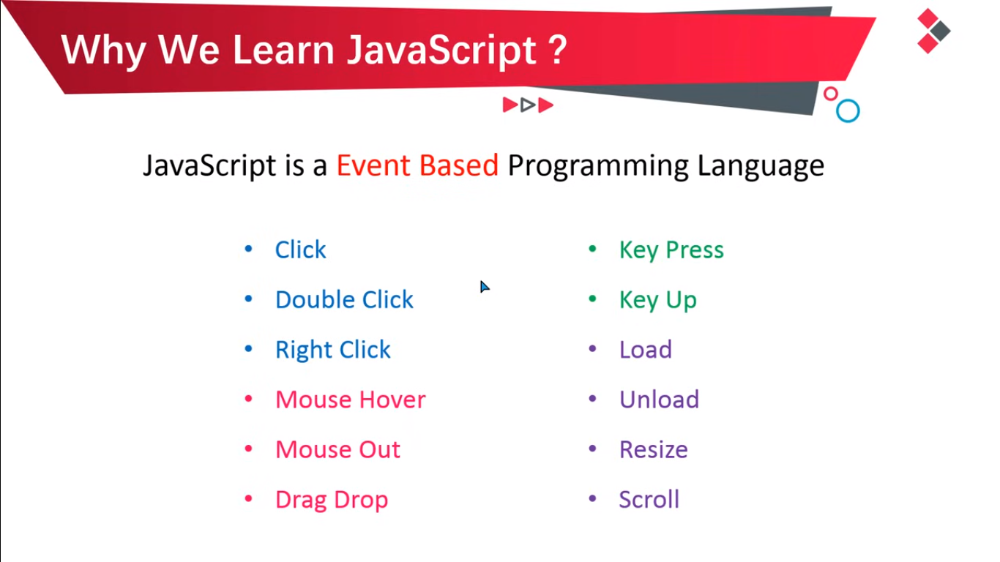 Why We Learn JavaScript ?
JavaScript is a Event Based Programming Language
• Click
• Double Click
• Right Click
• Mouse Hover
• Mouse Out
• Drag Drop
• Key Press
• Key Up
• Load
• Unload
• Resize
• Scroll